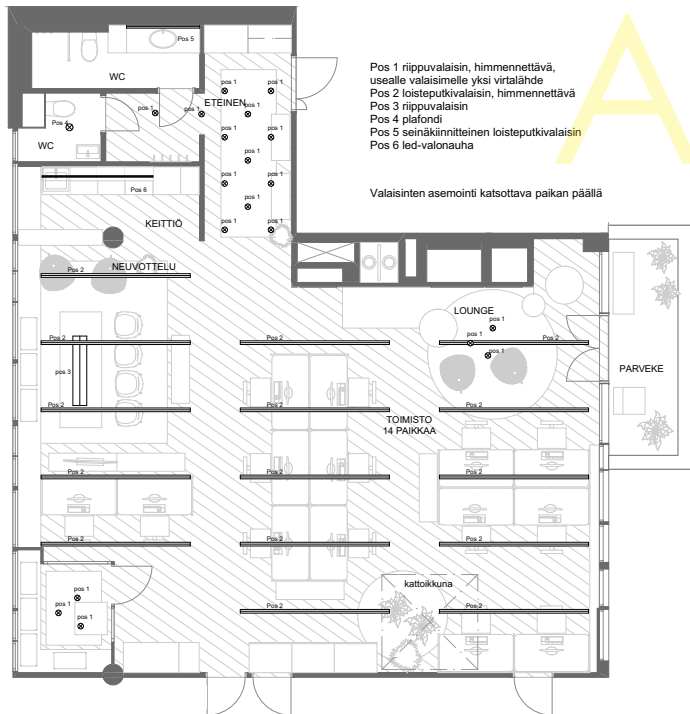 A
Pos 1 riippuvalaisin, himmennettävä,
usealle valaisimelle yksi virtalähde
Pos 2 loisteputkivalaisin, himmennettävä
Pos 3 riippuvalaisin
Pos 4 plafondi
Pos 5 seinäkiinnitteinen loisteputkivalaisin
Pos 6 led-valonauha
Valaisinten asemointi katsottava paikan päällä
Pos 5
WC
pos 1 pos 1
ETEINEN
pos 1 pos 1 pos 1
Pos 4
pos 1 pos 1
WC
pos 1
pos 1 pos 1
Pos 6
pos 1
KEITTIÖ
pos 1 pos 1
NEUVOTTELU
Pos 2
LOUNGE
pos 1
Pos 2 Pos 2 pos 1 Pos 2
pos 1
pos 3
PARVEKE
Pos 2 Pos 2 Pos 2
TOIMISTO
14 PAIKKAA
Pos 2 Pos 2 Pos 2
Pos 2 Pos 2 Pos 2
kattoikkuna
pos 1
pos 1 pos 1
Pos 2 Pos 2